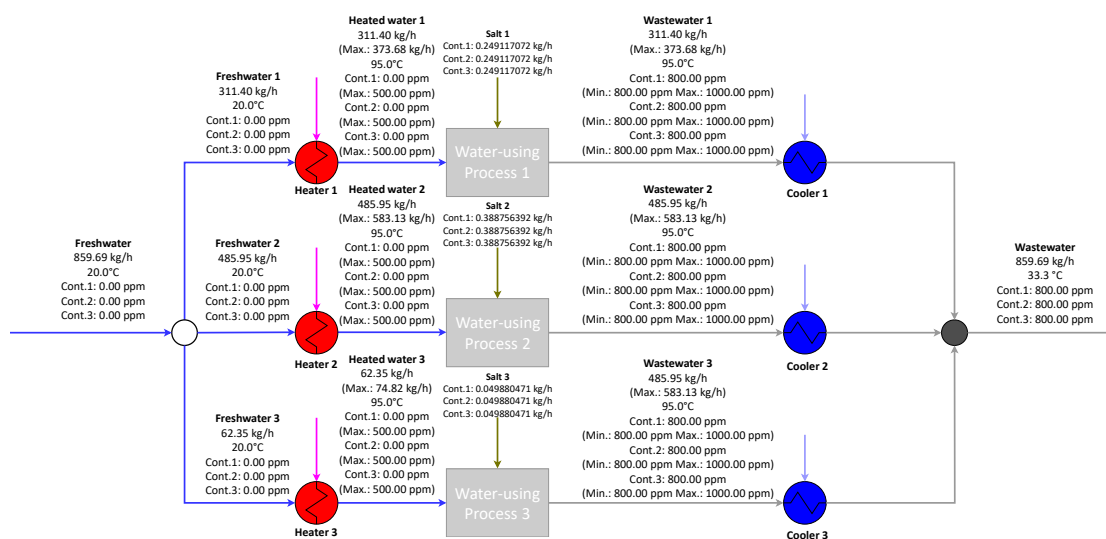 Freshwater
859.69 kg/h
20.0°C
Cont.1: 0.00 ppm
Cont.2: 0.00 ppm
Cont.3: 0.00 ppm
Freshwater 1
311.40 kg/h
20.0°C
Cont.1: 0.00 ppm
Cont.2: 0.00 ppm
Cont.3: 0.00 ppm
Heater 1
Heated water 1
311.40 kg/h
(Max.: 373.68 kg/h)
95.0°C
Cont.1: 0.00 ppm
(Max.: 500.00 ppm)
Cont.2: 0.00 ppm
(Max.: 500.00 ppm)
Cont.3: 0.00 ppm
(Max.: 500.00 ppm)
Salt 1
Cont.1: 0.249117072 kg/h
Cont.2: 0.249117072 kg/h
Cont.3: 0.249117072 kg/h
Water-using
Process 1
Wastewater 1
311.40 kg/h
(Max.: 373.68 kg/h)
95.0°C
Cont.1: 800.00 ppm
(Min.: 800.00 ppm Max.: 1000.00 ppm)
Cont.2: 800.00 ppm
(Min.: 800.00 ppm Max.: 1000.00 ppm)
Cont.3: 800.00 ppm
(Min.: 800.00 ppm Max.: 1000.00 ppm)
Cooler 1
Freshwater 2
485.95 kg/h
20.0°C
Cont.1: 0.00 ppm
Cont.2: 0.00 ppm
Cont.3: 0.00 ppm
Heater 2
Heated water 2
485.95 kg/h
(Max.: 583.13 kg/h)
95.0°C
Cont.1: 0.00 ppm
(Max.: 500.00 ppm)
Cont.2: 0.00 ppm
(Max.: 500.00 ppm)
Cont.3: 0.00 ppm
(Max.: 500.00 ppm)
Salt 2
Cont.1: 0.388756392 kg/h
Cont.2: 0.388756392 kg/h
Cont.3: 0.388756392 kg/h
Water-using
Process 2
Wastewater 2
485.95 kg/h
(Max.: 583.13 kg/h)
95.0°C
Cont.1: 800.00 ppm
(Min.: 800.00 ppm Max.: 1000.00 ppm)
Cont.2: 800.00 ppm
(Min.: 800.00 ppm Max.: 1000.00 ppm)
Cont.3: 800.00 ppm
(Min.: 800.00 ppm Max.: 1000.00 ppm)
Cooler 2
Freshwater 3
62.35 kg/h
20.0°C
Cont.1: 0.00 ppm
Cont.2: 0.00 ppm
Cont.3: 0.00 ppm
Heater 3
Heated water 3
62.35 kg/h
(Max.: 74.82 kg/h)
95.0°C
Cont.1: 0.00 ppm
(Max.: 500.00 ppm)
Cont.2: 0.00 ppm
(Max.: 500.00 ppm)
Cont.3: 0.00 ppm
(Max.: 500.00 ppm)
Salt 3
Cont.1: 0.049880471 kg/h
Cont.2: 0.049880471 kg/h
Cont.3: 0.049880471 kg/h
Water-using
Process 3
Wastewater 3
485.95 kg/h
(Max.: 583.13 kg/h)
95.0°C
Cont.1: 800.00 ppm
(Min.: 800.00 ppm Max.: 1000.00 ppm)
Cont.2: 800.00 ppm
(Min.: 800.00 ppm Max.: 1000.00 ppm)
Cont.3: 800.00 ppm
(Min.: 800.00 ppm Max.: 1000.00 ppm)
Cooler 3
Wastewater
859.69 kg/h
33.3 °C
Cont.1: 800.00 ppm
Cont.2: 800.00 ppm
Cont.3: 800.00 ppm